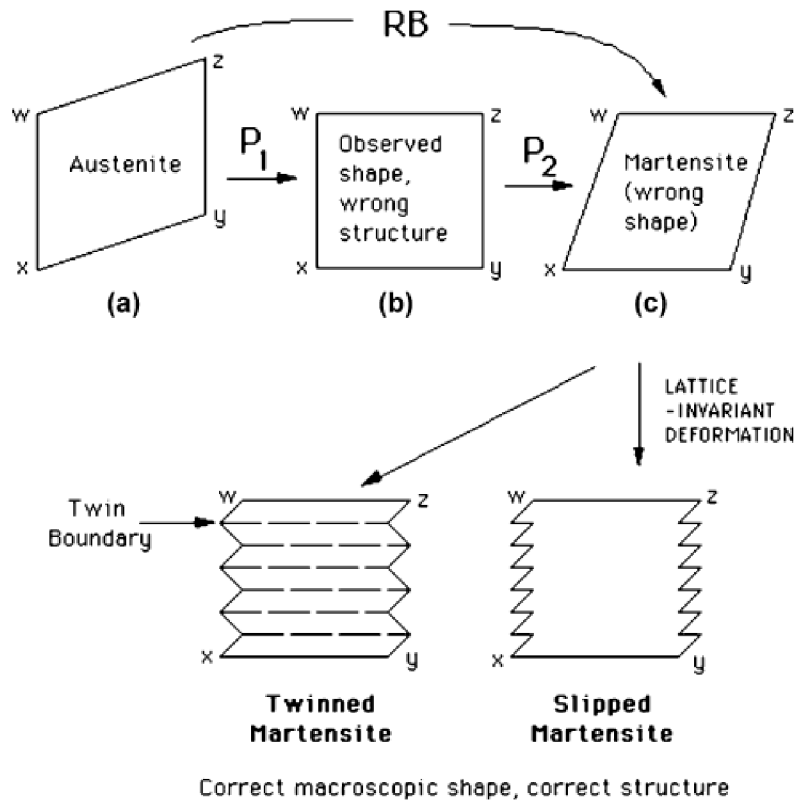 RB
z
w
Austenite
y
x
(a)
P1
w
z
Observed
shape,
wrong
structure
x
y
(b)
P2
w
z
Martensite
(wrong
shape)
x
y
(c)
LATTICE
-INVARIANT
DEFORMATION
Twin
Boundary
w
z
x
y
Twinned
Martensite
w
z
x
y
Slipped
Martensite
Correct macroscopic shape, correct structure